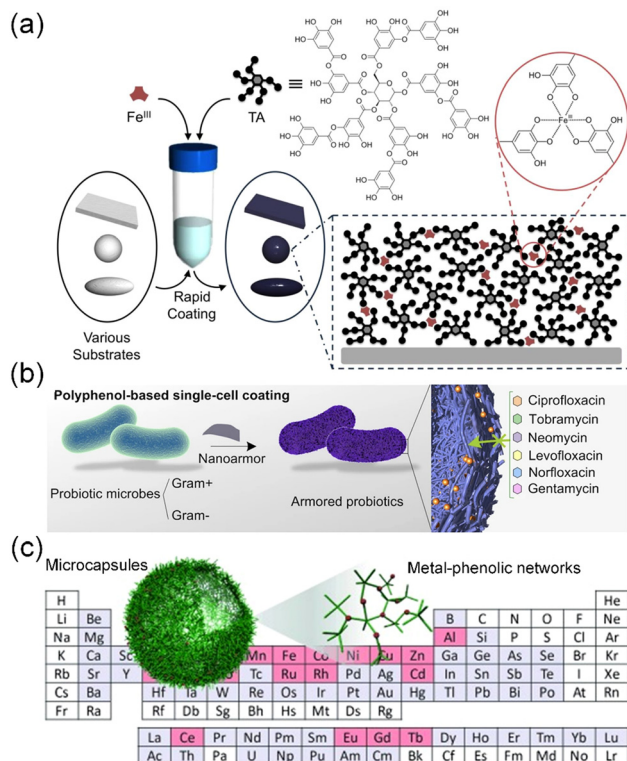 (a)
Fe^III
TA
≡
OH
HO
O
Fe^III
Various
Substrates
Rapid
Coating
(b)
Polyphenol-based single-cell coating
Nanoarmor
Probiotic microbes
Gram+
Gram-
Armored probiotics
Ciprofloxacin
Tobramycin
Neomycin
Levofloxacin
Norfloxacin
Gentamycin
(c)
Microcapsules
Metal-phenolic networks
H He
Li Be B C N O F Ne
Na Mg Al Si P S Cl Ar
K Ca Sc Mn Fe Co Ni Cu Zn Ga Ge As Se Br Kr
Rb Sr Y Tc Ru Rh Pd Ag Cd In Sn Sb Te I Xe
Cs Ba Hf Ta W Re Os Ir Pt Au Hg Tl Pb Bi Po At Rn
Fr Ra Rf Db Sg Bh Hs Mt Ds Rg
La Ce Pr Nd Pm Sm Eu Gd Tb Dy Ho Er Tm Yb Lu
Ac Th Pa U Np Pu Am Cm Bk Cf Es Fm Md No Lr